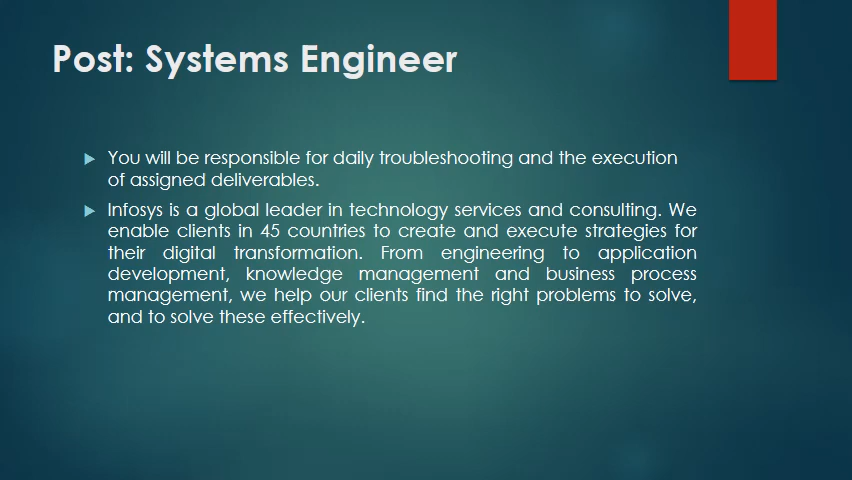 Post: Systems Engineer
You will be responsible for daily troubleshooting and the execution
of assigned deliverables.
Infosys is a global leader in technology services and consulting. We
enable clients in 45 countries to create and execute strategies for
their digital transformation. From engineering to application
development, knowledge management and business process
management, we help our clients find the right problems to solve,
and to solve these effectively.